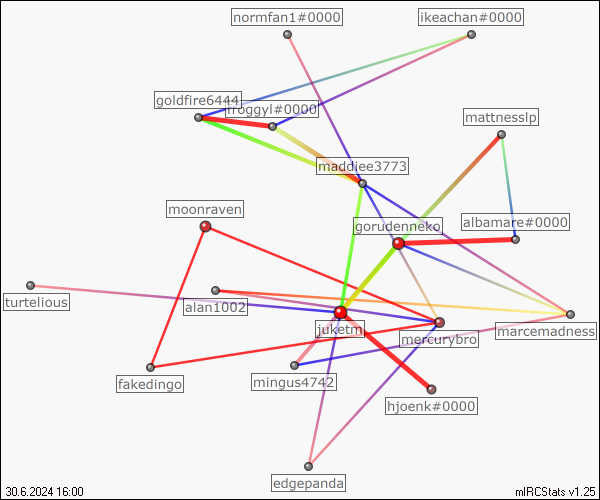 normfan1#0000
ikeachan#0000
goldfire6444
froggyl#0000
mattnesslp
maddiee3773
moonraven
gorudenneko
albamare#0000
turtelious
alan1002
juketm
mercurybro
marcemadness
fakedingo
mingus4742
hjoenk#0000
edgepanda
30.6.2024 16:00
mIRCStats v1.25